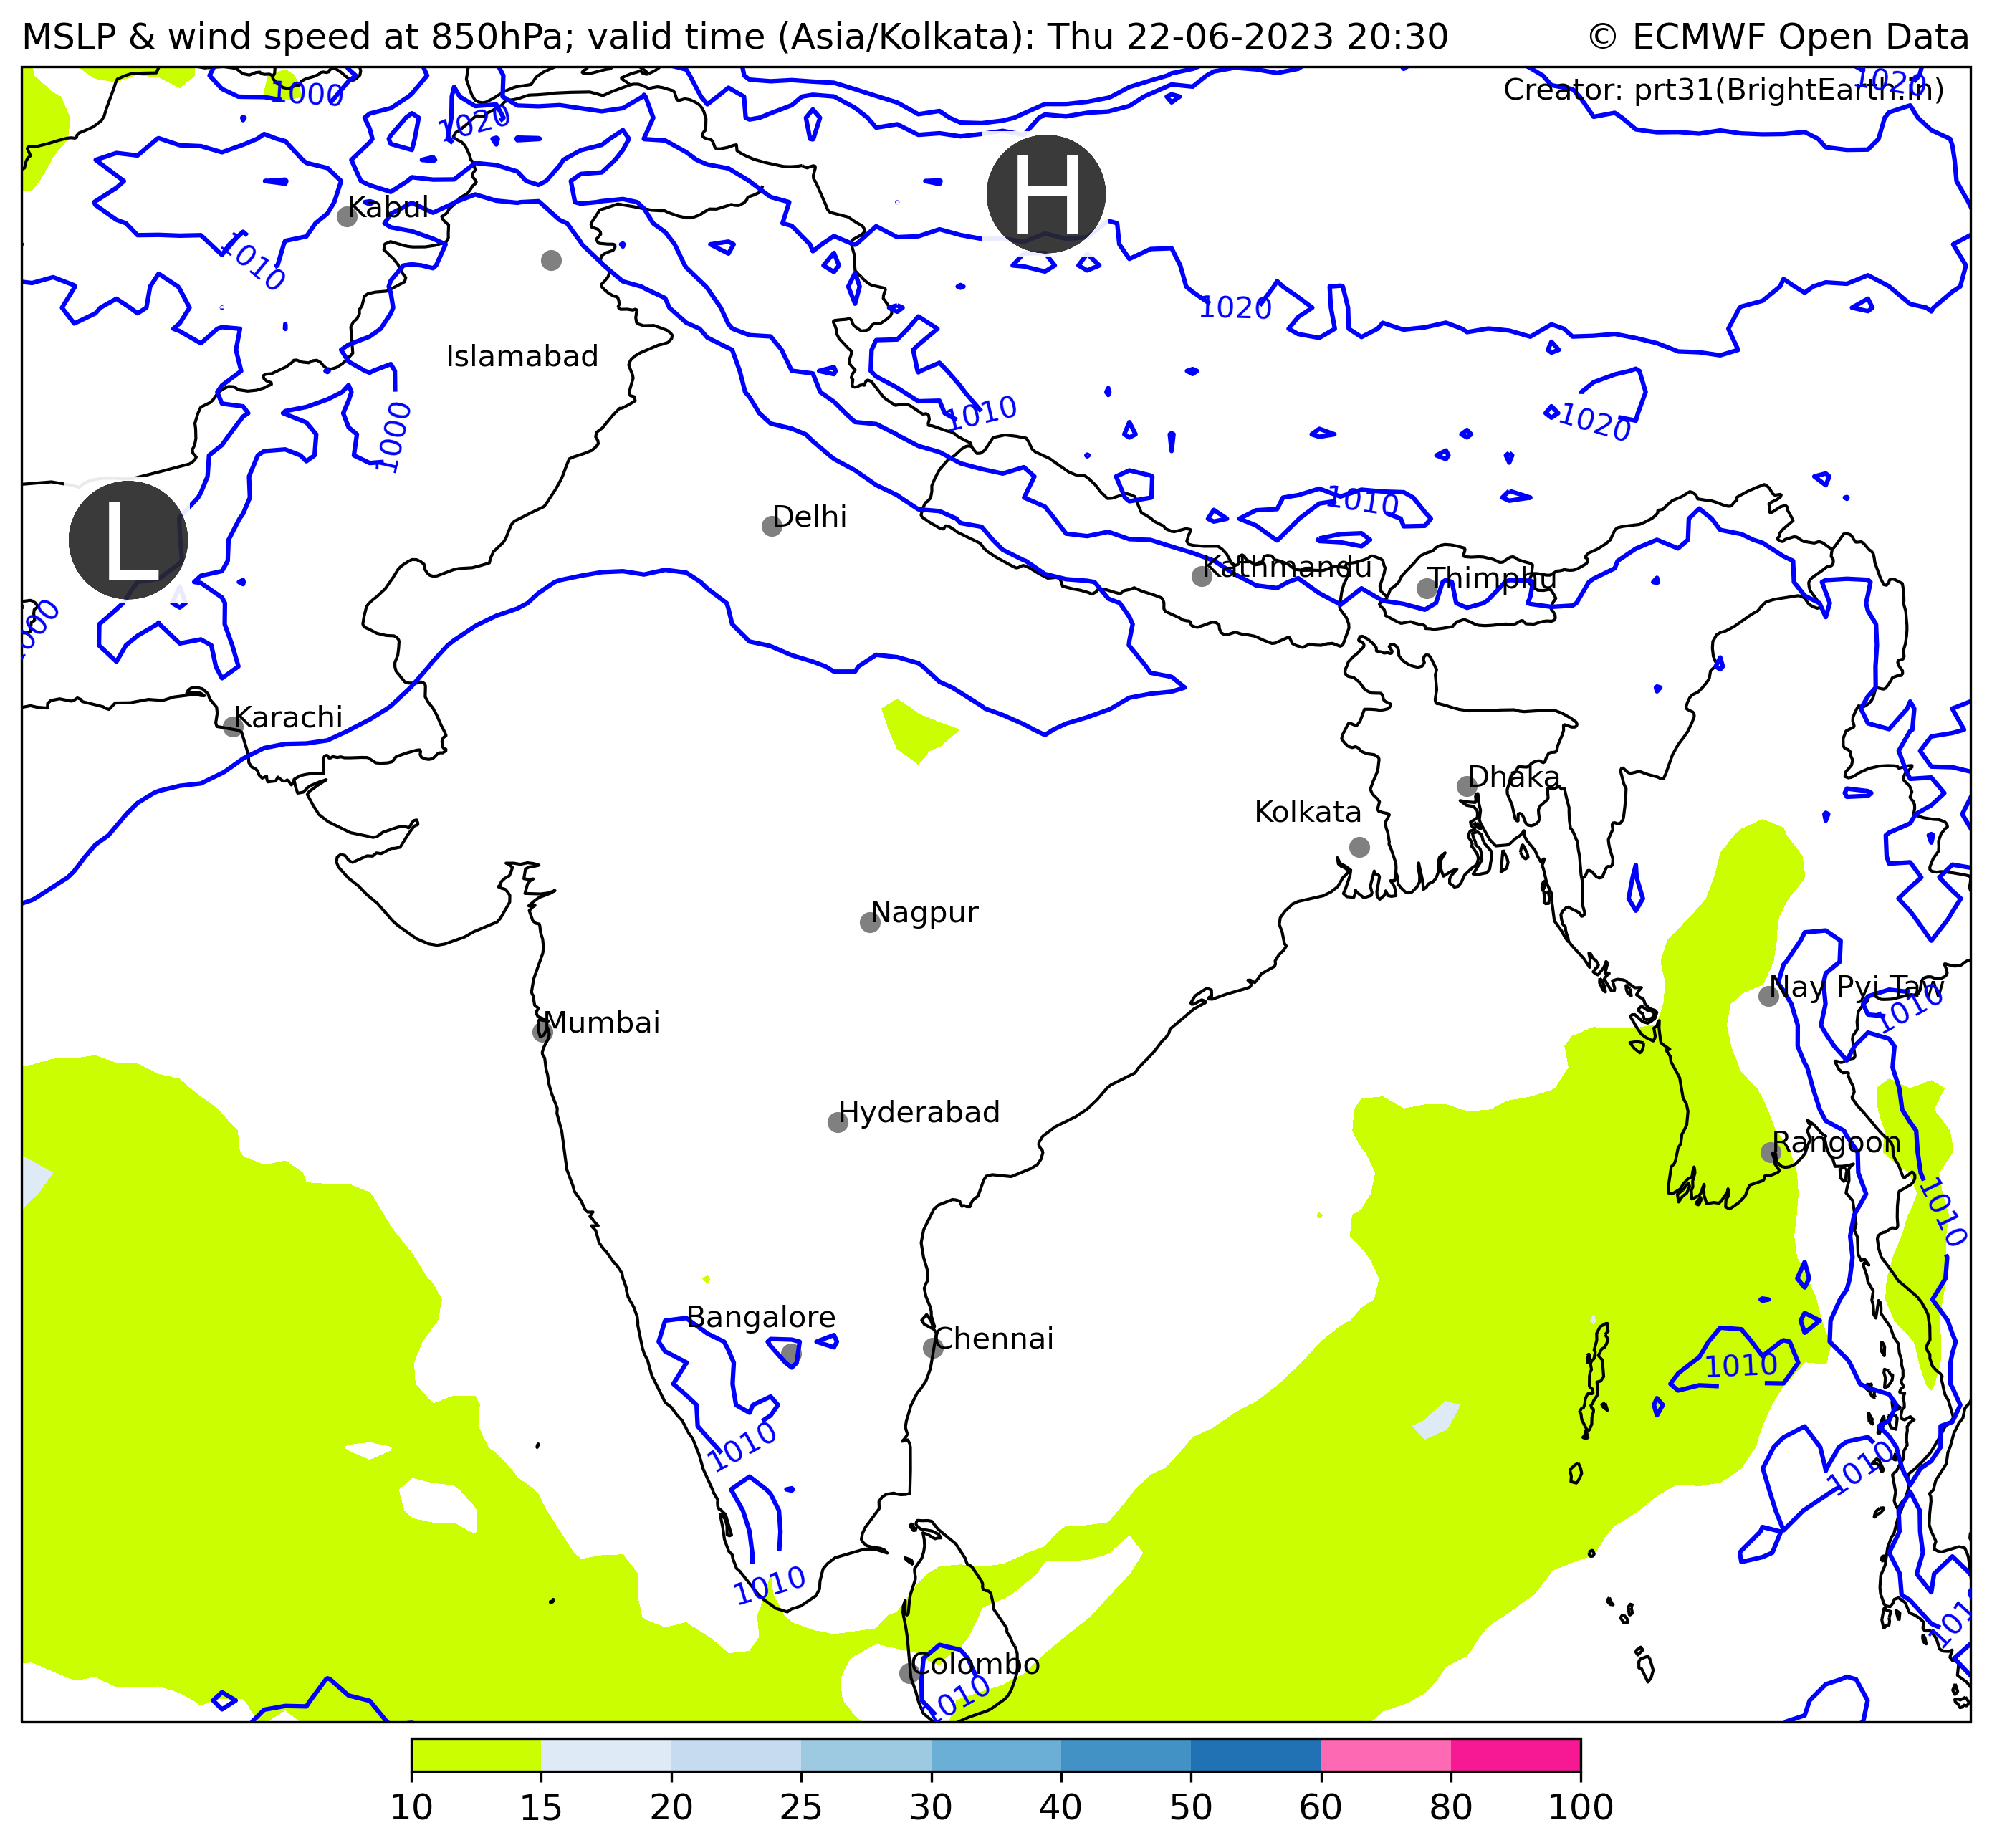 MSLP & wind speed at 850hPa; valid time (Asia/Kolkata): Thu 22-06-2023 20:30
© ECMWF Open Data
Creator: prt31(BrightEarth.in)
1000
1020
1020
H
Kabul
1010
1020
Islamabad
1010
1020
1000
1010
Delhi
L
Kathmandu
Thimphu
Karachi
Dhaka
Kolkata
Nagpur
Nay Pyi Taw
1010
Mumbai
Hyderabad
Rangoon
1010
Bangalore
Chennai
1010
1010
1010
1010
Colombo
1010
10 15 20 25 30 40 50 60 80 100